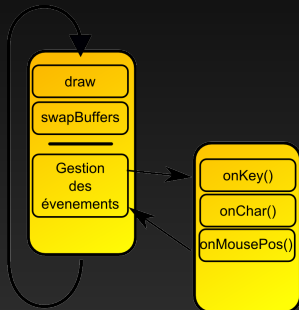 draw
swapBuffers
Gestion
des
évenements
onKey()
onChar()
onMousePos()